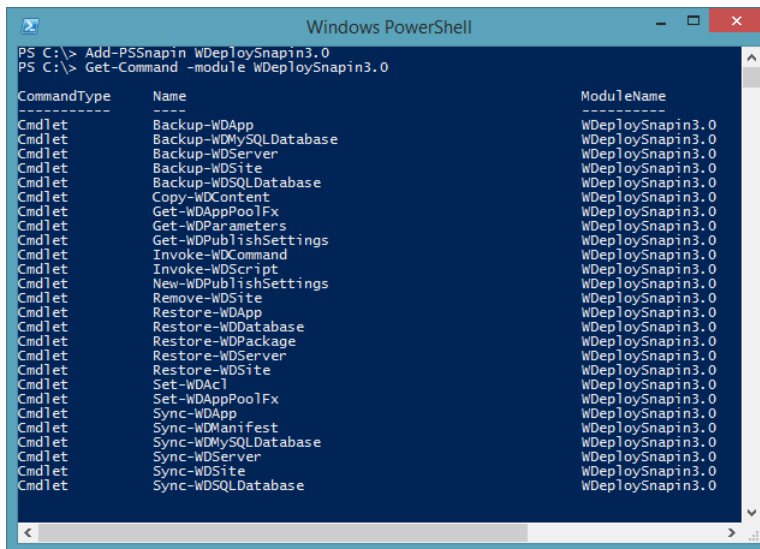 Windows PowerShell
PS C:\> Add-PSSnapin WDeploySnapin3.0
PS C:\> Get-Command -module WDeploySnapin3.0
CommandType Name ModuleName
----------- ---- ----------
Cmdlet Backup-WDApp WDeploySnapin3.0
Cmdlet Backup-WDMySQLDatabase WDeploySnapin3.0
Cmdlet Backup-WDServer WDeploySnapin3.0
Cmdlet Backup-WDSite WDeploySnapin3.0
Cmdlet Backup-WDSQLDatabase WDeploySnapin3.0
Cmdlet Copy-WDContent WDeploySnapin3.0
Cmdlet Get-WDAppPoolFx WDeploySnapin3.0
Cmdlet Get-WDParameters WDeploySnapin3.0
Cmdlet Get-WDPublishSettings WDeploySnapin3.0
Cmdlet Invoke-WDCommand WDeploySnapin3.0
Cmdlet Invoke-WDScript WDeploySnapin3.0
Cmdlet New-WDPublishSettings WDeploySnapin3.0
Cmdlet Remove-WDSite WDeploySnapin3.0
Cmdlet Restore-WDApp WDeploySnapin3.0
Cmdlet Restore-WDDatabase WDeploySnapin3.0
Cmdlet Restore-WDPackage WDeploySnapin3.0
Cmdlet Restore-WDServer WDeploySnapin3.0
Cmdlet Restore-WDSite WDeploySnapin3.0
Cmdlet Set-WDAcl WDeploySnapin3.0
Cmdlet Set-WDAppPoolFx WDeploySnapin3.0
Cmdlet Sync-WDApp WDeploySnapin3.0
Cmdlet Sync-WDManifest WDeploySnapin3.0
Cmdlet Sync-WDMySQLDatabase WDeploySnapin3.0
Cmdlet Sync-WDServer WDeploySnapin3.0
Cmdlet Sync-WDSite WDeploySnapin3.0
Cmdlet Sync-WDSQLDatabase WDeploySnapin3.0